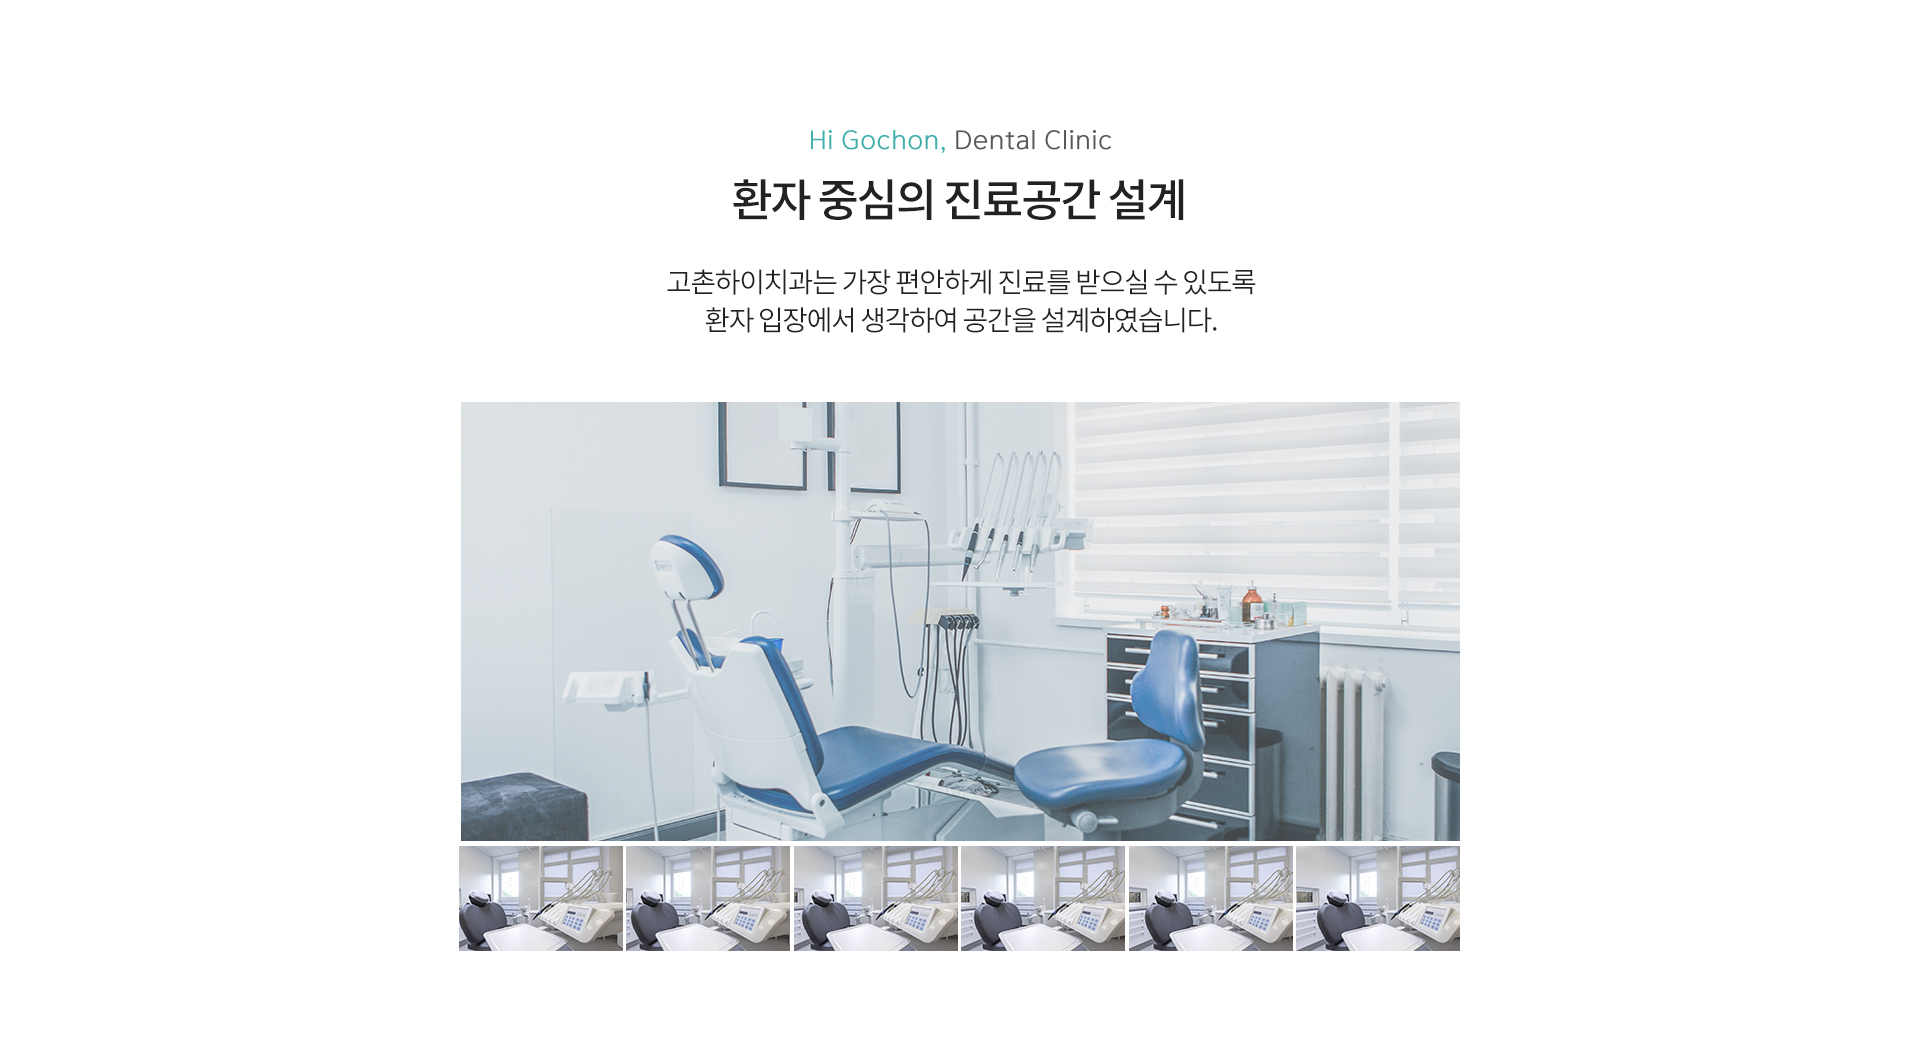 Hi Gochon, Dental Clinic
환자 중심의 진료공간 설계
고촌하이치과는 가장 편안하게 진료를 받으실 수 있도록
환자 입장에서 생각하여 공간을 설계하였습니다.